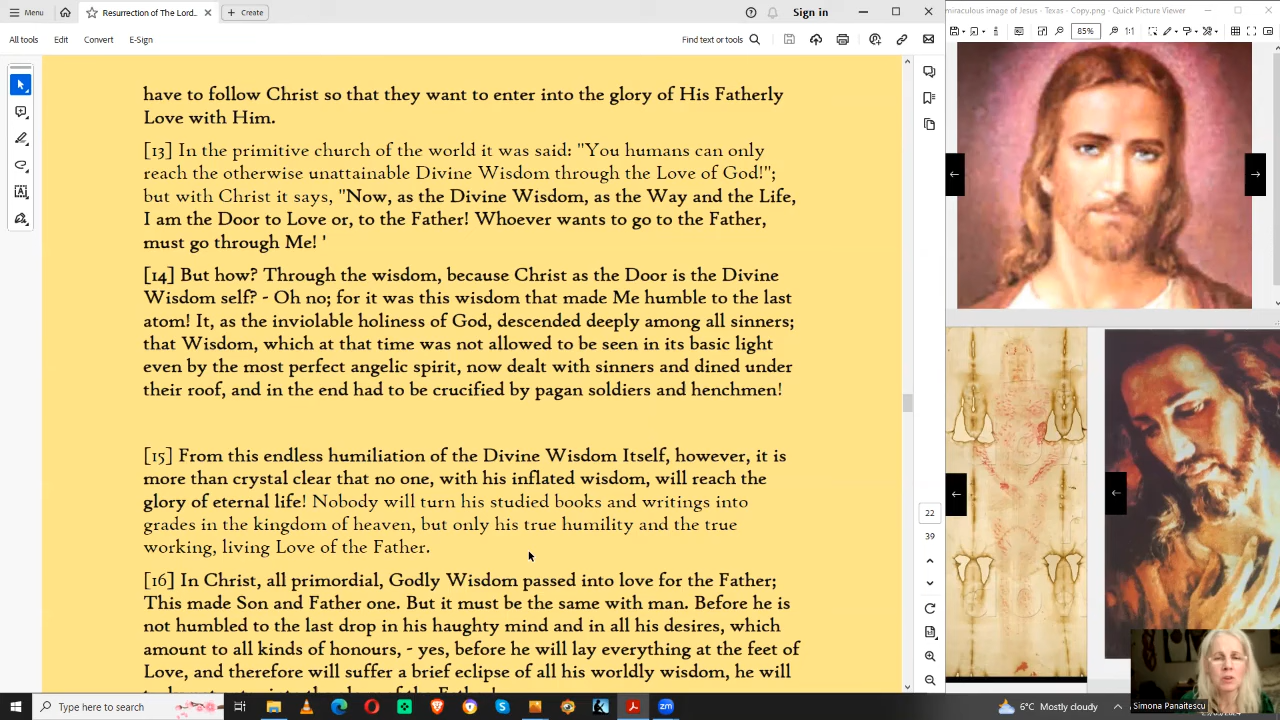 Menu
Resurrection of The Lord...
Create
Sign in
All tools Edit Convert E-Sign
Find text or tools
have to follow Christ so that they want to enter into the glory of His Fatherly
Love with Him.
[13] In the primitive church of the world it was said: "You humans can only
reach the otherwise unattainable Divine Wisdom through the Love of God!";
but with Christ it says, "Now, as the Divine Wisdom, as the Way and the Life,
I am the Door to Love or, to the Father! Whoever wants to go to the Father,
must go through Me! '
[14] But how? Through the wisdom, because Christ as the Door is the Divine
Wisdom self? - Oh no; for it was this wisdom that made Me humble to the last
atom! It, as the inviolable holiness of God, descended deeply among all sinners;
that Wisdom, which at that time was not allowed to be seen in its basic light
even by the most perfect angelic spirit, now dealt with sinners and dined under
their roof, and in the end had to be crucified by pagan soldiers and henchmen!
[15] From this endless humiliation of the Divine Wisdom Itself, however, it is
more than crystal clear that no one, with his inflated wisdom, will reach the
glory of eternal life! Nobody will turn his studied books and writings into
grades in the kingdom of heaven, but only his true humility and the true
working, living Love of the Father.
[16] In Christ, all primordial, Godly Wisdom passed into love for the Father;
This made Son and Father one. But it must be the same with man. Before he is
not humbled to the last drop in his haughty mind and in all his desires, which
amount to all kinds of honours, - yes, before he will lay everything at the feet of
Love, and therefore will suffer a brief eclipse of all his worldly wisdom, he will
22
39
miraculous image of Jesus - Texas - Copy.png - Quick Picture Viewer
85%
1:1
Simona Panaitescu
Type here to search
6°C Mostly cloudy